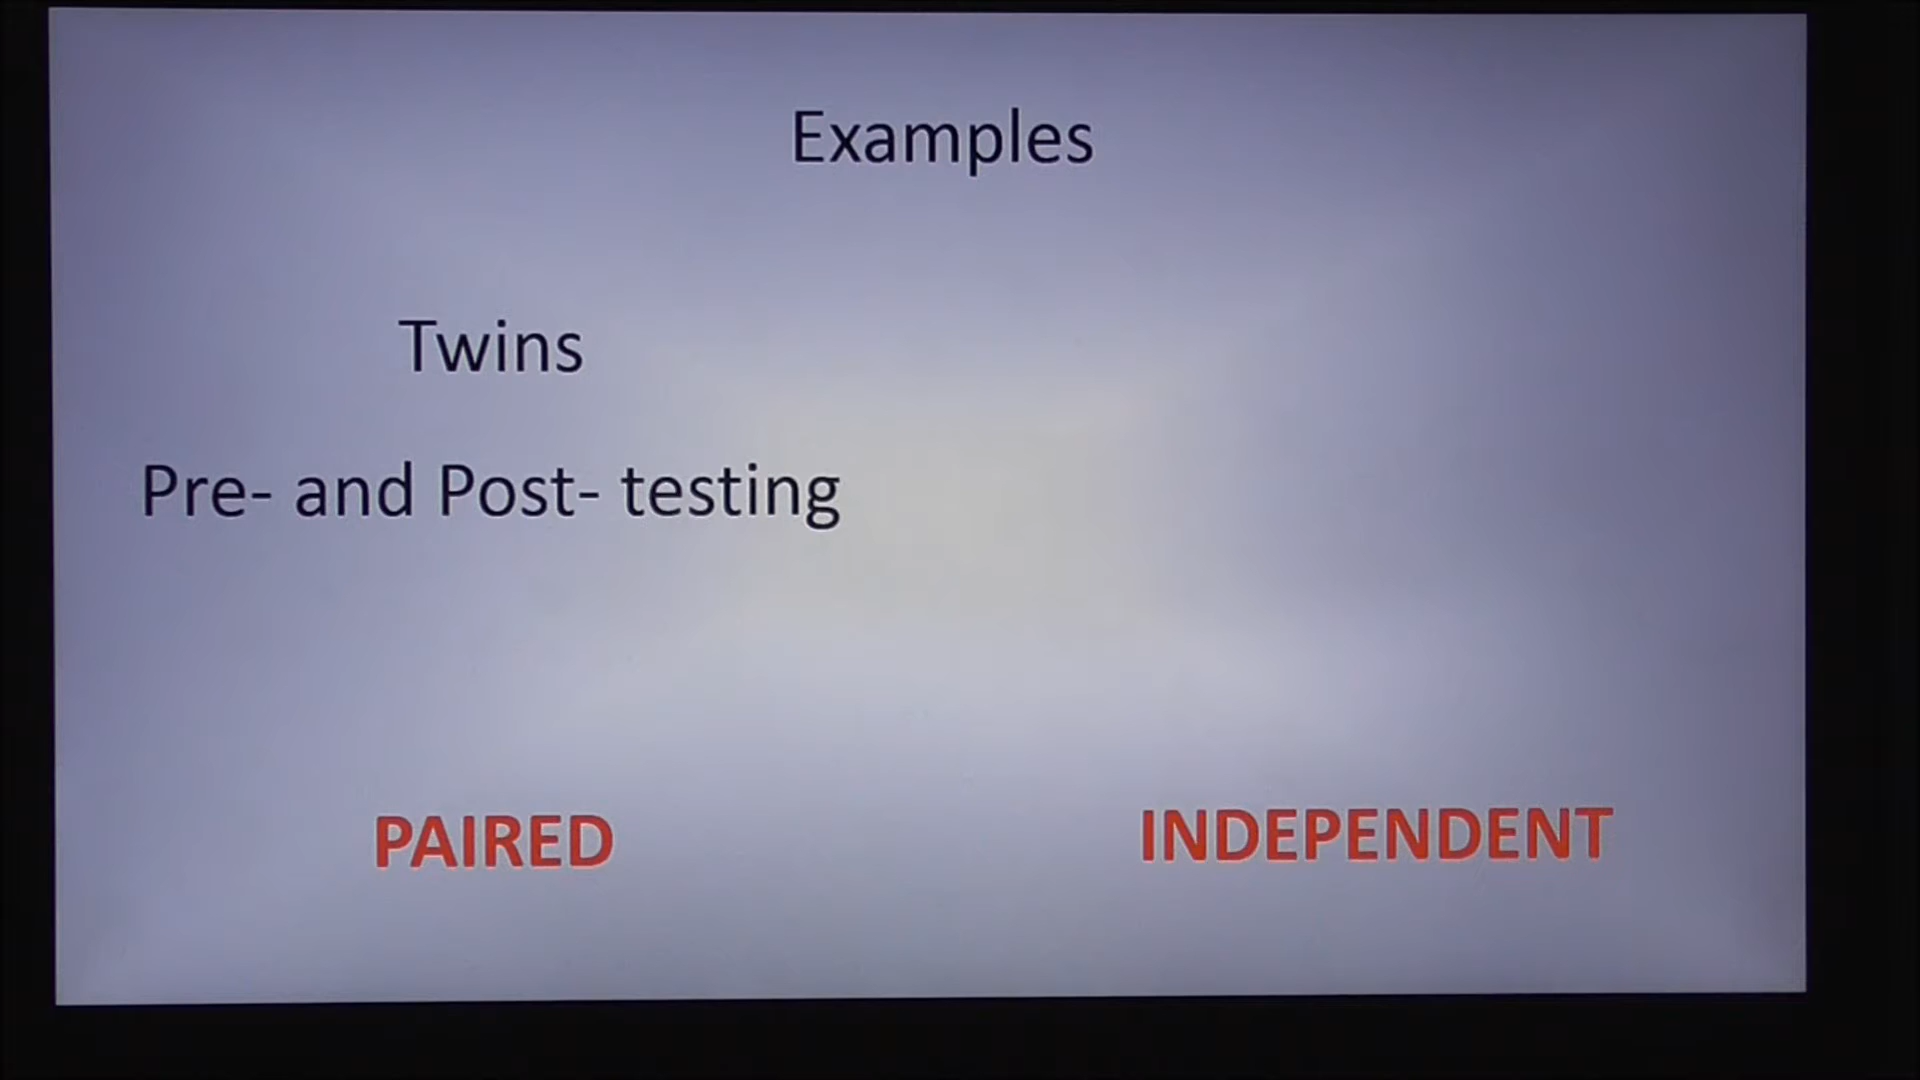 Examples
Twins
Pre- and Post- testing
PAIRED
INDEPENDENT